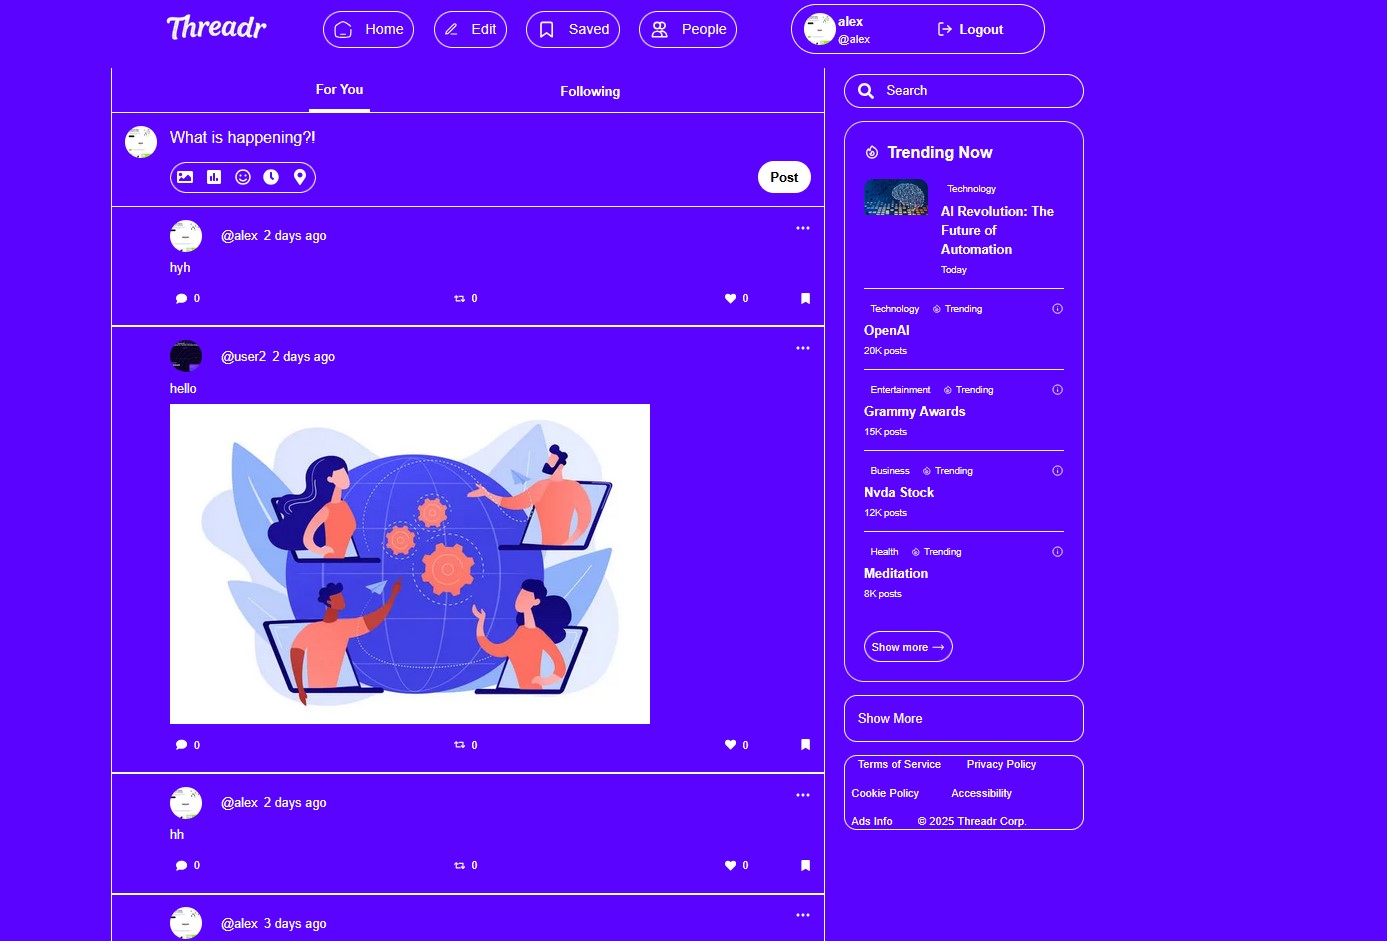 Threadr
Home
Edit
Saved
People
alex
@alex
Logout
For You
Following
What is happening?!
Post
@alex 2 days ago
hyh
0
0
0
@user2 2 days ago
hello
0
0
0
@alex 2 days ago
hh
0
0
0
@alex 3 days ago
Search
Trending Now
Technology
AI Revolution: The
Future of
Automation
Today
Technology Trending
OpenAI
20K posts
Entertainment Trending
Grammy Awards
15K posts
Business Trending
Nvda Stock
12K posts
Health Trending
Meditation
8K posts
Show more →
Show More
Terms of Service Privacy Policy
Cookie Policy Accessibility
Ads Info © 2025 Threadr Corp.